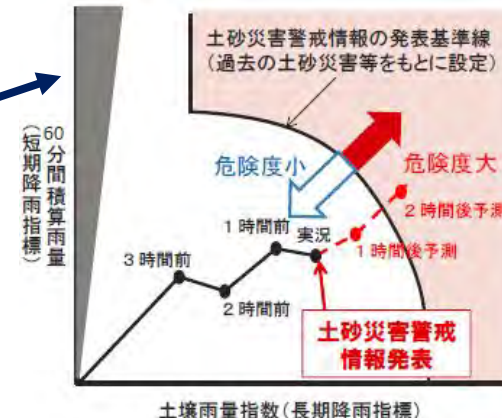 土砂災害警戒情報の発表基準線
（過去の土砂災害等をもとに設定）
60分間積算雨量
（短期降雨指標）
危険度小
危険度大
2時間後予測
1時間前
実況
1時間後予測
3時間前
2時間前
土砂災害警戒
情報発表
土壌雨量指数（長期降雨指標）